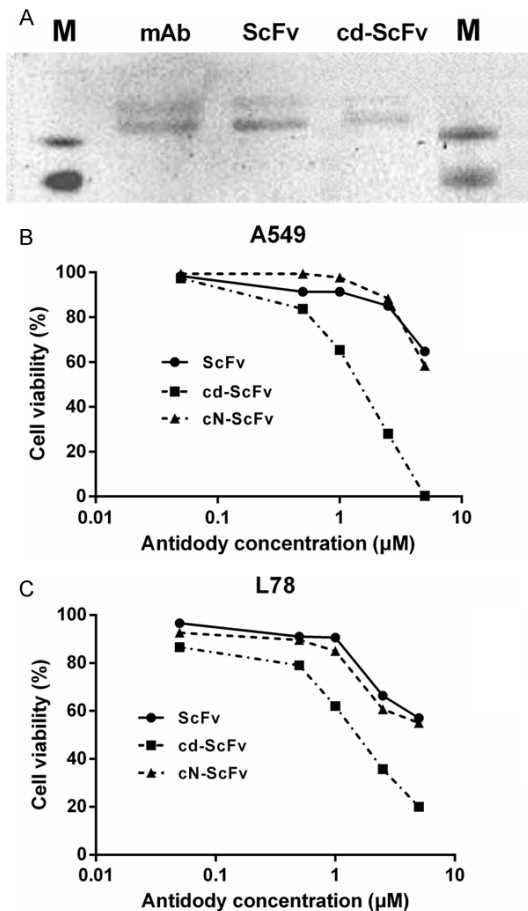 A
M mAb ScFv cd-ScFv M
B
A549
Cell viability (%)
100
80
60
40
20
0
ScFv
cd-ScFv
cN-ScFv
0.01 0.1 1 10
Antidody concentration (µM)
C
L78
Cell viability (%)
100
80
60
40
20
0
ScFv
cd-ScFv
cN-ScFv
0.01 0.1 1 10
Antidody concentration (µM)